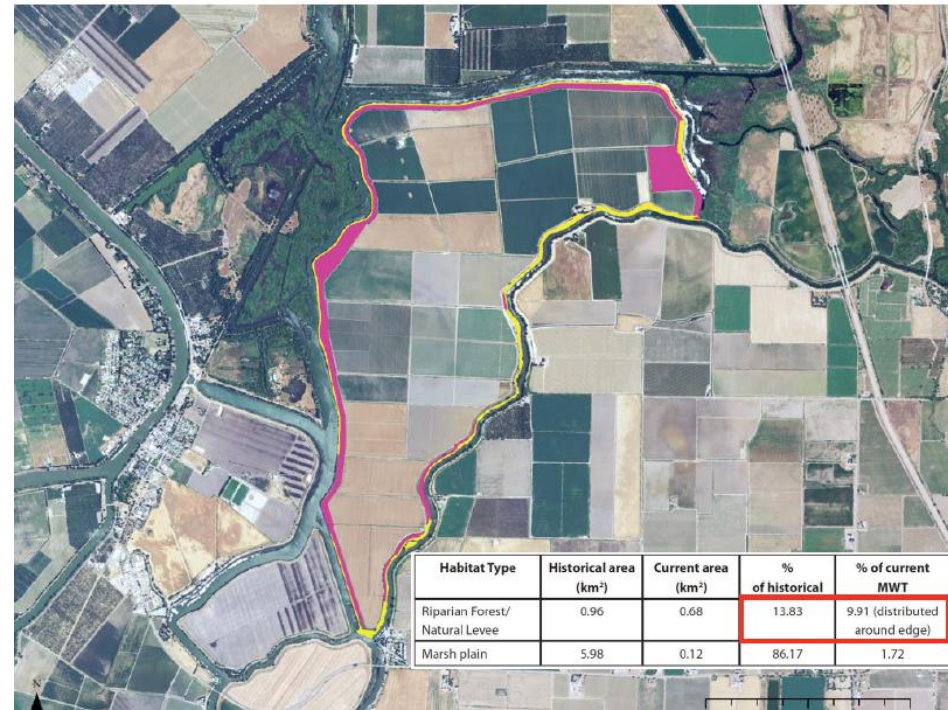 Habitat Type Historical area (km²) Current area (km²) % of historical % of current MWT
Riparian Forest/ Natural Levee 0.96 0.68 13.83 9.91 (distributed around edge)
Marsh plain 5.98 0.12 86.17 1.72
N